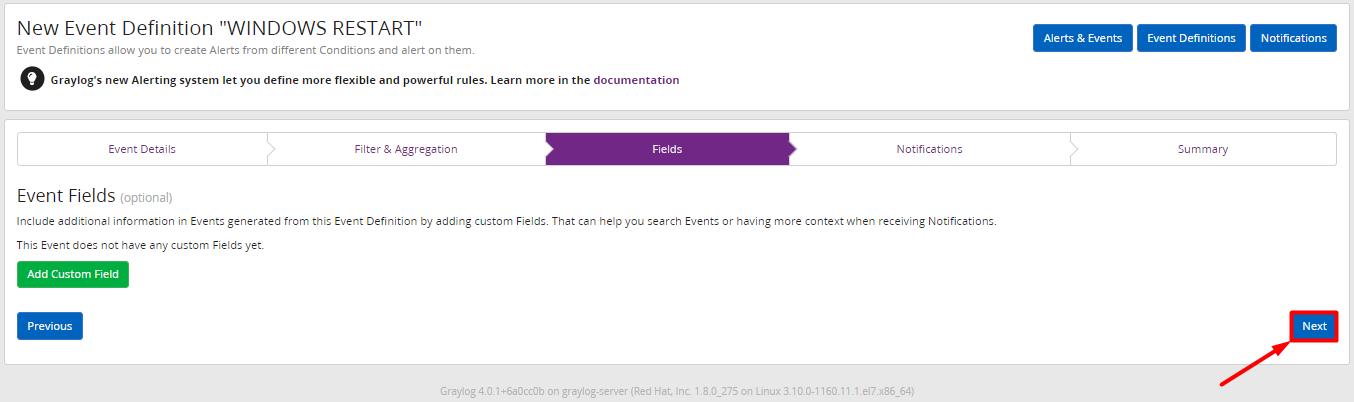 New Event Definition "WINDOWS RESTART"
Event Definitions allow you to create Alerts from different Conditions and alert on them.
Alerts & Events
Event Definitions
Notifications
Graylog's new Alerting system let you define more flexible and powerful rules. Learn more in the documentation
Event Details
Filter & Aggregation
Fields
Notifications
Summary
Event Fields (optional)
Include additional information in Events generated from this Event Definition by adding custom Fields. That can help you search Events or having more context when receiving Notifications.
This Event does not have any custom Fields yet.
Add Custom Field
Previous
Next
Graylog 4.0.1+6a0cc0b on graylog-server (Red Hat, Inc. 1.8.0_275 on Linux 3.10.0-1160.11.1.el7.x86_64)